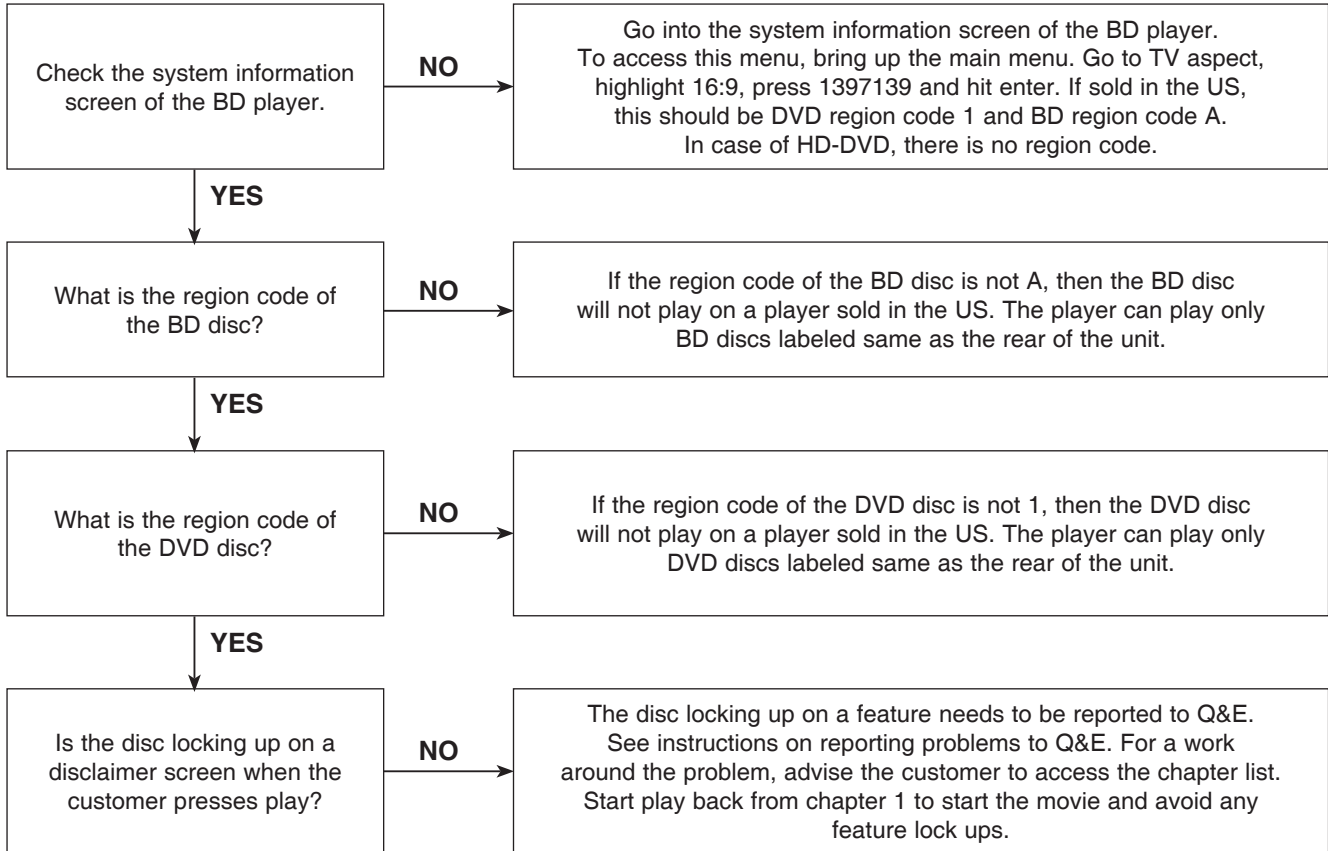 Check the system information
screen of the BD player.
NO
Go into the system information screen of the BD player.
To access this menu, bring up the main menu. Go to TV aspect,
highlight 16:9, press 1397139 and hit enter. If sold in the US,
this should be DVD region code 1 and BD region code A.
In case of HD-DVD, there is no region code.
YES
What is the region code of
the BD disc?
NO
If the region code of the BD disc is not A, then the BD disc
will not play on a player sold in the US. The player can play only
BD discs labeled same as the rear of the unit.
YES
What is the region code of
the DVD disc?
NO
If the region code of the DVD disc is not 1, then the DVD disc
will not play on a player sold in the US. The player can play only
DVD discs labeled same as the rear of the unit.
YES
Is the disc locking up on a
disclaimer screen when the
customer presses play?
NO
The disc locking up on a feature needs to be reported to Q&E.
See instructions on reporting problems to Q&E. For a work
around the problem, advise the customer to access the chapter list.
Start play back from chapter 1 to start the movie and avoid any
feature lock ups.